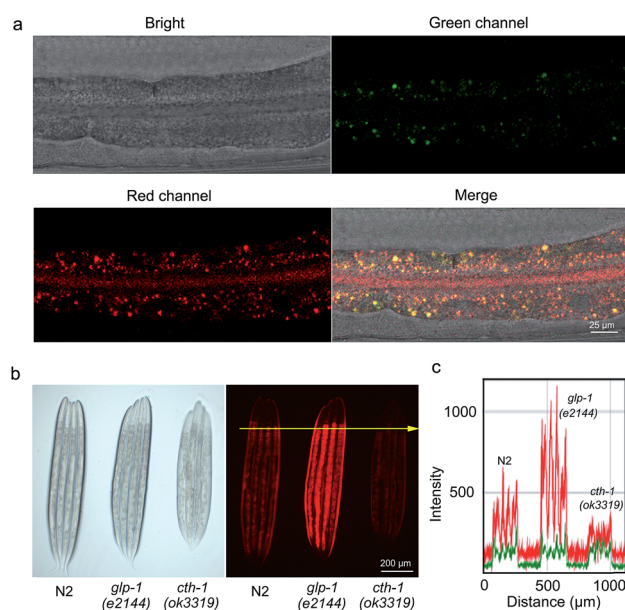 a
Bright
Green channel
Red channel
Merge
25 µm
b
200 µm
N2
glp-1
(e2144)
cth-1
(ok3319)
N2
glp-1
(e2144)
cth-1
(ok3319)
c
Intensity
1000
500
N2
glp-1
(e2144)
cth-1
(ok3319)
0
500
1000
Distance (µm)